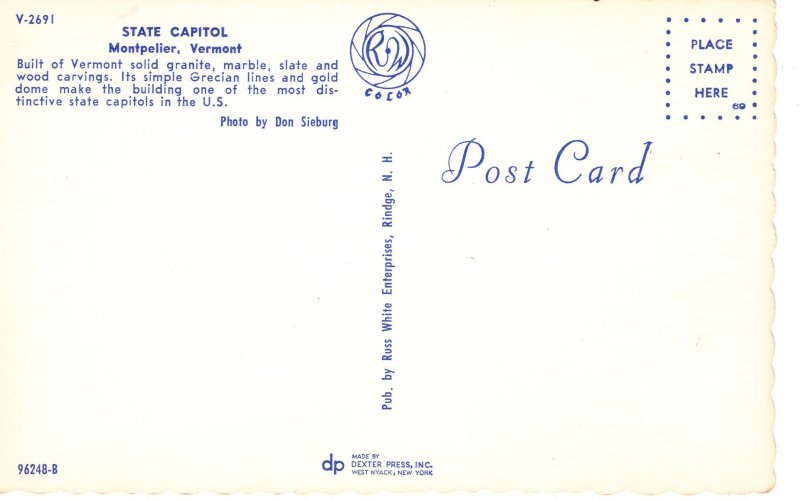 V-2691
STATE CAPITOL
Montpelier, Vermont
Built of Vermont solid granite, marble, slate and
wood carvings. Its simple Grecian lines and gold
dome make the building one of the most dis-
tinctive state capitols in the U.S.
Photo by Don Sieburg
RW
COLOR
PLACE
STAMP
HERE
69
Post Card
Pub. by Russ White Enterprises, Rindge, N. H.
96248-B
dp
MADE BY
DEXTER PRESS, INC.
WEST NYACK, NEW YORK